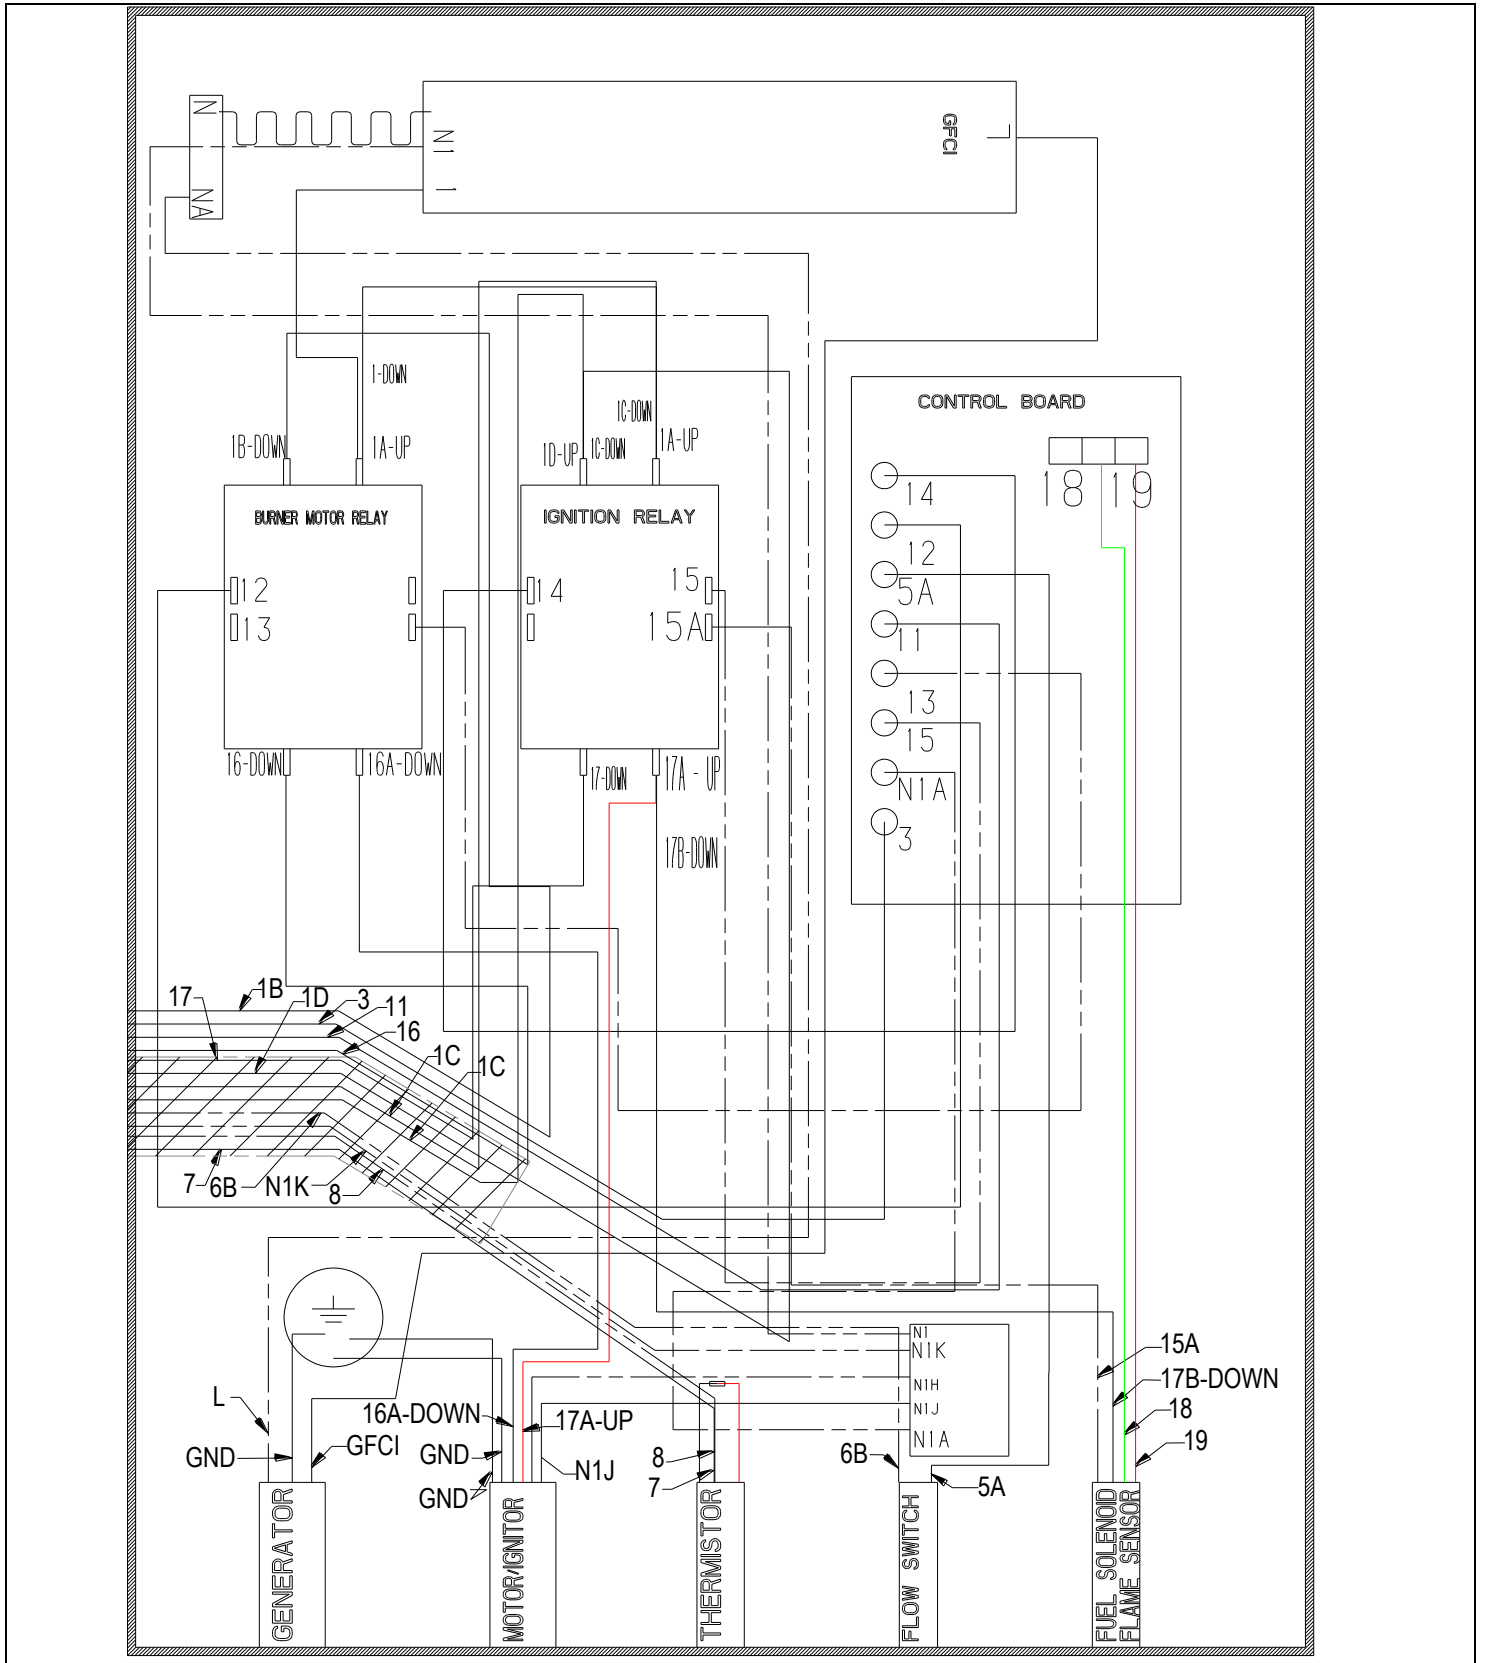 N
N1
GFCI
L
1
NA
1-DOWN
1C-DOWN
1B-DOWN
1A-UP
1D-UP
1C-DOWN
1A-UP
CONTROL BOARD
18
19
14
BURNER MOTOR RELAY
IGNITION RELAY
12
12
14
15
5A
13
15A
11
13
15
16-DOWN
16A-DOWN
17-DOWN
17A - UP
N1A
3
17B-DOWN
17
1B
1D
3
11
16
1C
1C
7
6B
N1K
8
N1
N1K
15A
N1H
17B-DOWN
L
16A-DOWN
17A-UP
N1J
18
GND
GFCI
GND
N1J
8
6B
N1A
19
GND
7
5A
GENERATOR
MOTOR/IGNITOR
THERMISTOR
FLOW SWITCH
FUEL SOLENOID
FLAME SENSOR